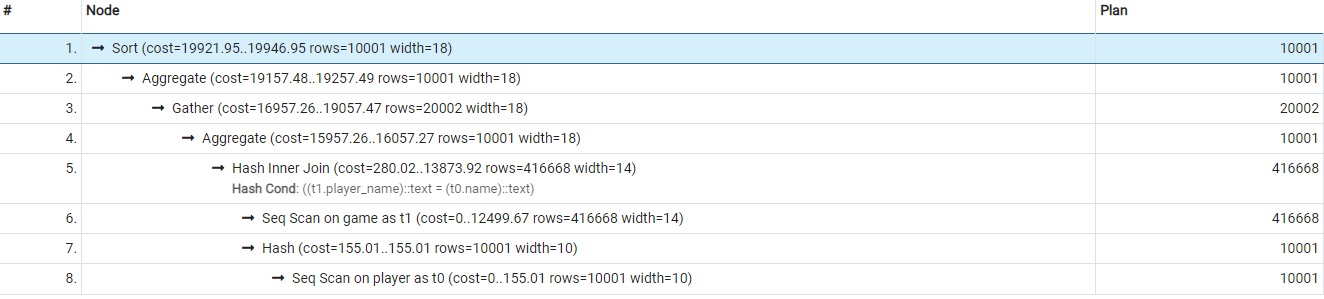 # Node Plan
1. → Sort (cost=19921.95..19946.95 rows=10001 width=18) 10001
2. → Aggregate (cost=19157.48..19257.49 rows=10001 width=18) 10001
3. → Gather (cost=16957.26..19057.47 rows=20002 width=18) 20002
4. → Aggregate (cost=15957.26..16057.27 rows=10001 width=18) 10001
5. → Hash Inner Join (cost=280.02..13873.92 rows=416668 width=14) 416668
Hash Cond: ((t1.player_name)::text = (t0.name)::text)
6. → Seq Scan on game as t1 (cost=0..12499.67 rows=416668 width=14) 416668
7. → Hash (cost=155.01..155.01 rows=10001 width=10) 10001
8. → Seq Scan on player as t0 (cost=0..155.01 rows=10001 width=10) 10001